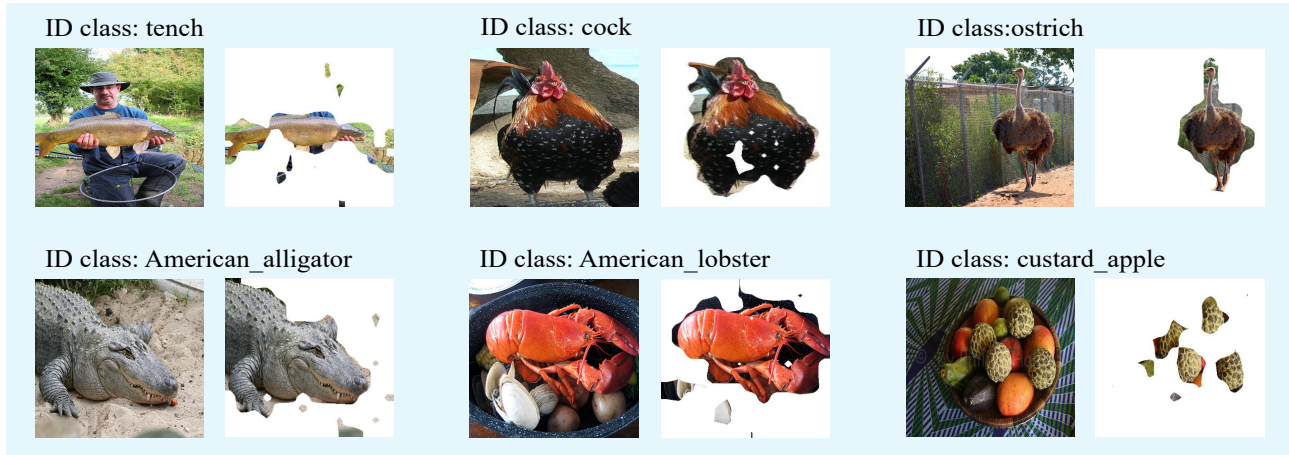 ID class: tench
ID class: cock
ID class:ostrich
ID class: American_alligator
ID class: American_lobster
ID class: custard_apple